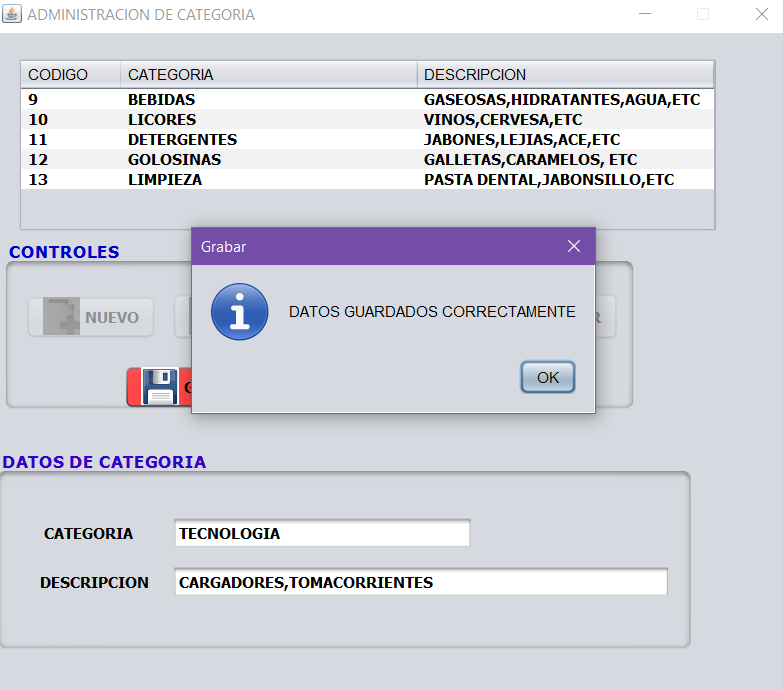 ADMINISTRACION DE CATEGORIA
CODIGO CATEGORIA DESCRIPCION
9 BEBIDAS GASEOSAS,HIDRATANTES,AGUA,ETC
10 LICORES VINOS,CERVESA,ETC
11 DETERGENTES JABONES,LEJIAS,ACE,ETC
12 GOLOSINAS GALLETAS,CARAMELOS, ETC
13 LIMPIEZA PASTA DENTAL,JABONSILLO,ETC
Grabar
CONTROLES
DATOS GUARDADOS CORRECTAMENTE
NUEVO
OK
DATOS DE CATEGORIA
CATEGORIA TECNOLOGIA
DESCRIPCION CARGADORES,TOMACORRIENTES